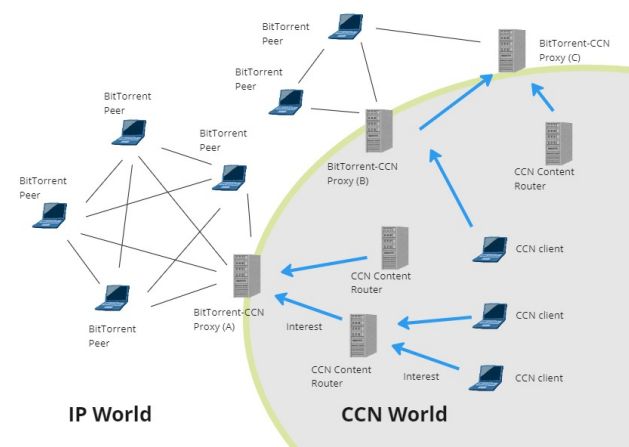 BitTorrent
Peer
BitTorrent-CCN
Proxy (C)
BitTorrent
Peer
BitTorrent
Peer
BitTorrent
Peer
BitTorrent-CCN
Proxy (B)
CCN Content
Router
BitTorrent
Peer
CCN client
CCN Content
Router
BitTorrent-CCN
Proxy (A)
Interest
CCN client
BitTorrent
Peer
CCN Content
Router
Interest
CCN client
IP World
CCN World